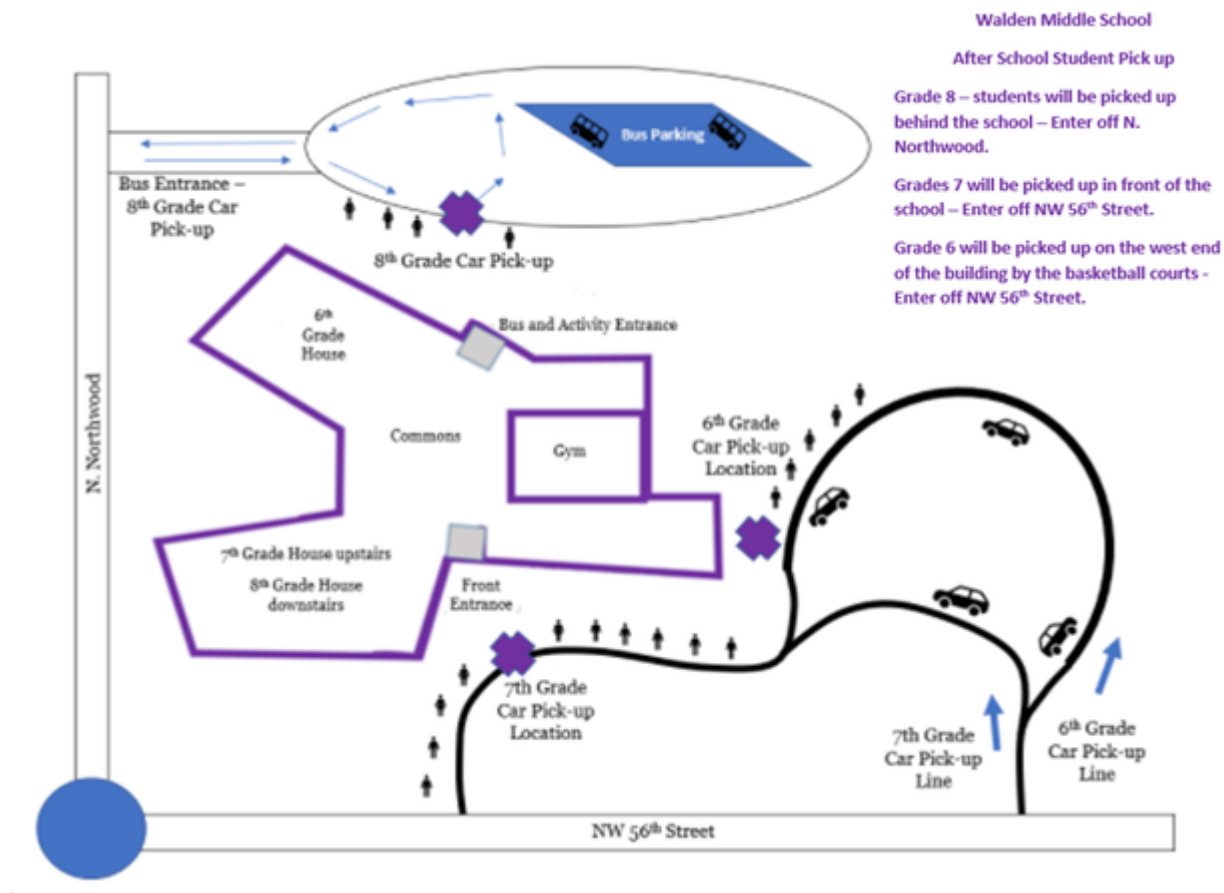 Walden Middle School
After School Student Pick up
Grade 8 – students will be picked up
behind the school – Enter off N.
Northwood.
Grades 7 will be picked up in front of the
school – Enter off NW 56th Street.
Grade 6 will be picked up on the west end
of the building by the basketball courts -
Enter off NW 56th Street.
Bus Parking
Bus Entrance –
8th Grade Car
Pick-up
8th Grade Car Pick-up
6th
Grade
House
Bus and Activity Entrance
N. Northwood
Commons
Gym
6th Grade
Car Pick-up
Location
7th Grade House upstairs
8th Grade House
downstairs
Front
Entrance
7th Grade
Car Pick-up
Location
7th Grade
Car Pick-up
Line
6th Grade
Car Pick-up
Line
NW 56th Street